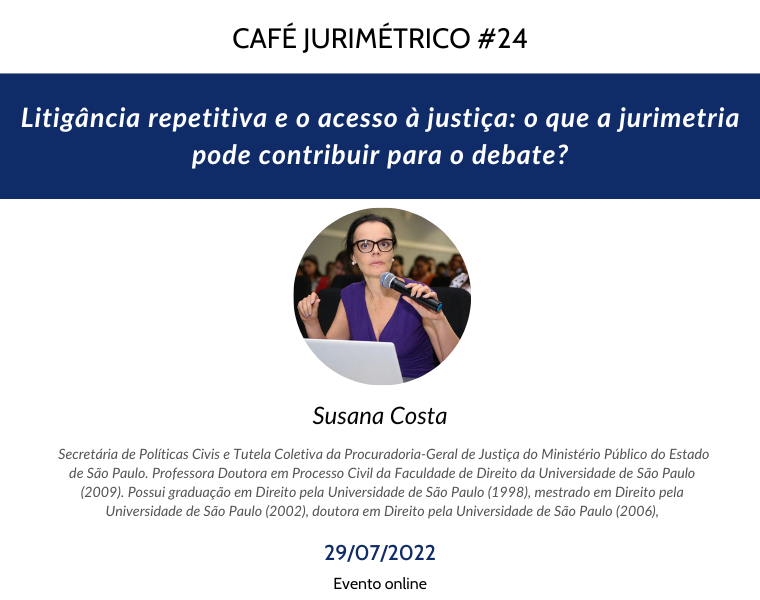 CAFÉ JURIMÉTRICO #24
Litigância repetitiva e o acesso à justiça: o que a jurimetria
pode contribuir para o debate?
Susana Costa
Secretária de Políticas Civis e Tutela Coletiva da Procuradoria-Geral de Justiça do Ministério Público do Estado
de São Paulo. Professora Doutora em Processo Civil da Faculdade de Direito da Universidade de São Paulo
(2009). Possui graduação em Direito pela Universidade de São Paulo (1998), mestrado em Direito pela
Universidade de São Paulo (2002), doutora em Direito pela Universidade de São Paulo (2006),
29/07/2022
Evento online